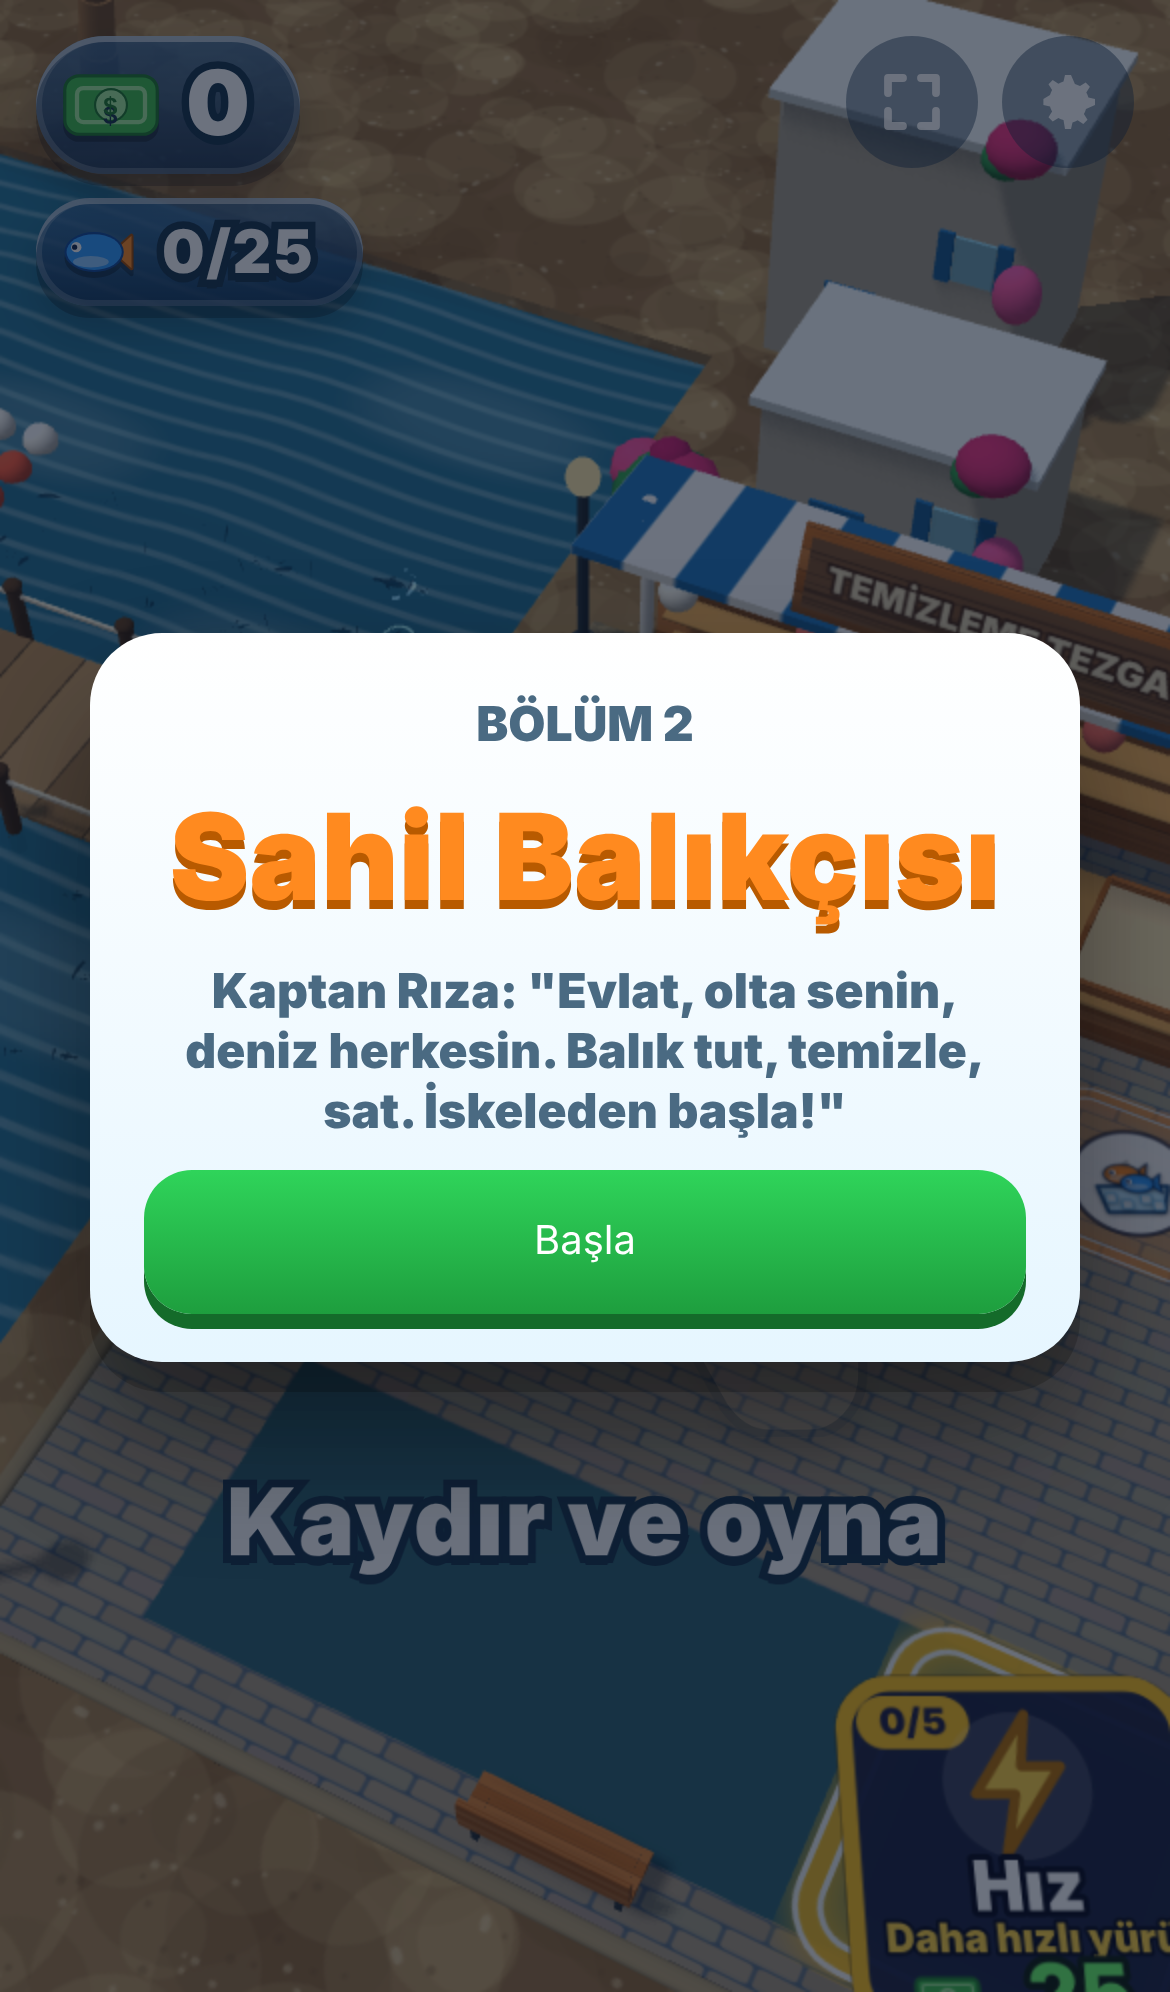 0
0/25
TEMİZLEME TEZGA
BÖLÜM 2
Sahil Balıkçısı
Kaptan Rıza: "Evlat, olta senin,
deniz herkesin. Balık tut, temizle,
sat. İskeleden başla!"
Başla
Kaydır ve oyna
0/5
Hız
Daha hızlı yürü
25